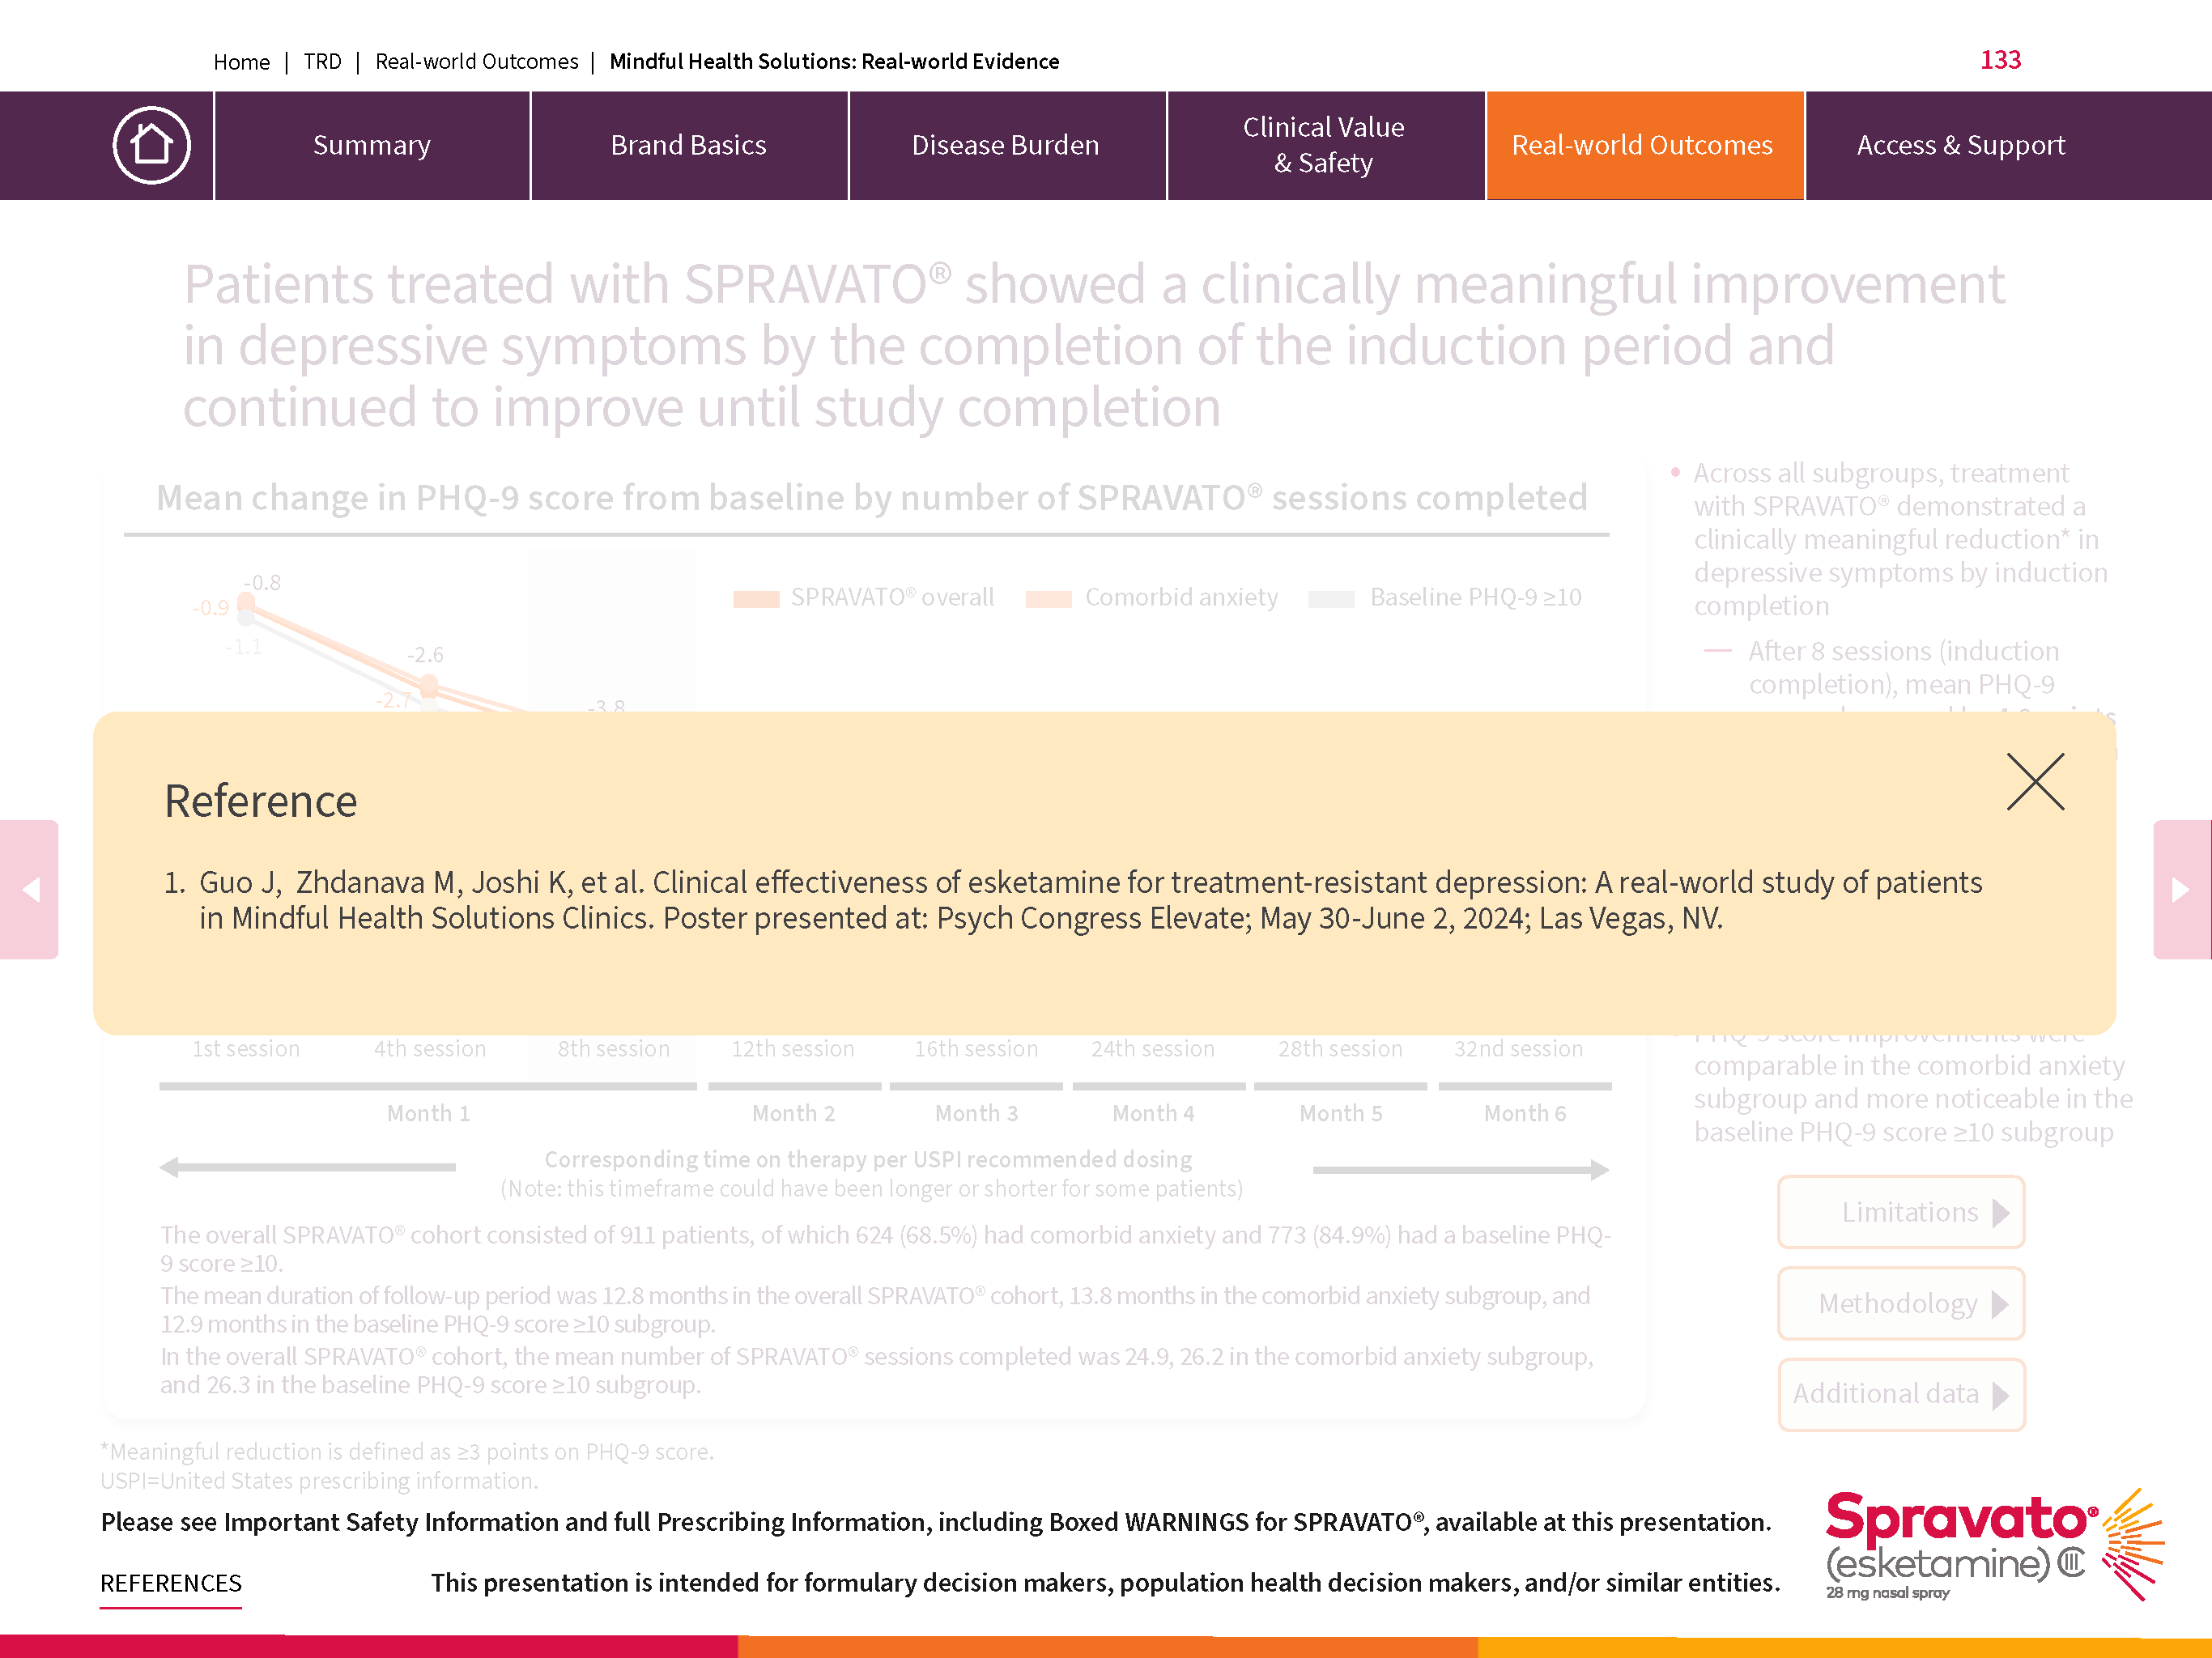 Home | TRD | Real-world Outcomes | Mindful Health Solutions: Real-world Evidence
133
Summary
Brand Basics
Disease Burden
Clinical Value
& Safety
Real-world Outcomes
Access & Support
Patients treated with SPRAVATO® showed a clinically meaningful improvement
in depressive symptoms by the completion of the induction period and
continued to improve until study completion
Mean change in PHQ-9 score from baseline by number of SPRAVATO® sessions completed
-0.8
-0.9
-1.1
-2.6
-2.7
-3.8
SPRAVATO® overall
Comorbid anxiety
Baseline PHQ-9 ≥10
• Across all subgroups, treatment
with SPRAVATO® demonstrated a
clinically meaningful reduction* in
depressive symptoms by induction
completion
— After 8 sessions (induction
completion), mean PHQ-9
Reference
1. Guo J, Zhdanava M, Joshi K, et al. Clinical effectiveness of esketamine for treatment-resistant depression: A real-world study of patients
in Mindful Health Solutions Clinics. Poster presented at: Psych Congress Elevate; May 30-June 2, 2024; Las Vegas, NV.
PHQ-9 score improvements were
comparable in the comorbid anxiety
subgroup and more noticeable in the
baseline PHQ-9 score ≥10 subgroup
1st session
4th session
8th session
12th session
16th session
24th session
28th session
32nd session
Month 1
Month 2
Month 3
Month 4
Month 5
Month 6
Corresponding time on therapy per USPI recommended dosing
(Note: this timeframe could have been longer or shorter for some patients)
The overall SPRAVATO® cohort consisted of 911 patients, of which 624 (68.5%) had comorbid anxiety and 773 (84.9%) had a baseline PHQ-
9 score ≥10.
The mean duration of follow-up period was 12.8 months in the overall SPRAVATO® cohort, 13.8 months in the comorbid anxiety subgroup, and
12.9 months in the baseline PHQ-9 score ≥10 subgroup.
In the overall SPRAVATO® cohort, the mean number of SPRAVATO® sessions completed was 24.9, 26.2 in the comorbid anxiety subgroup,
and 26.3 in the baseline PHQ-9 score ≥10 subgroup.
Limitations
Methodology
Additional data
*Meaningful reduction is defined as ≥3 points on PHQ-9 score.
USPI=United States prescribing information.
Please see Important Safety Information and full Prescribing Information, including Boxed WARNINGS for SPRAVATO®, available at this presentation.
REFERENCES
This presentation is intended for formulary decision makers, population health decision makers, and/or similar entities.
Spravato®
(esketamine) CIII
28 mg nasal spray